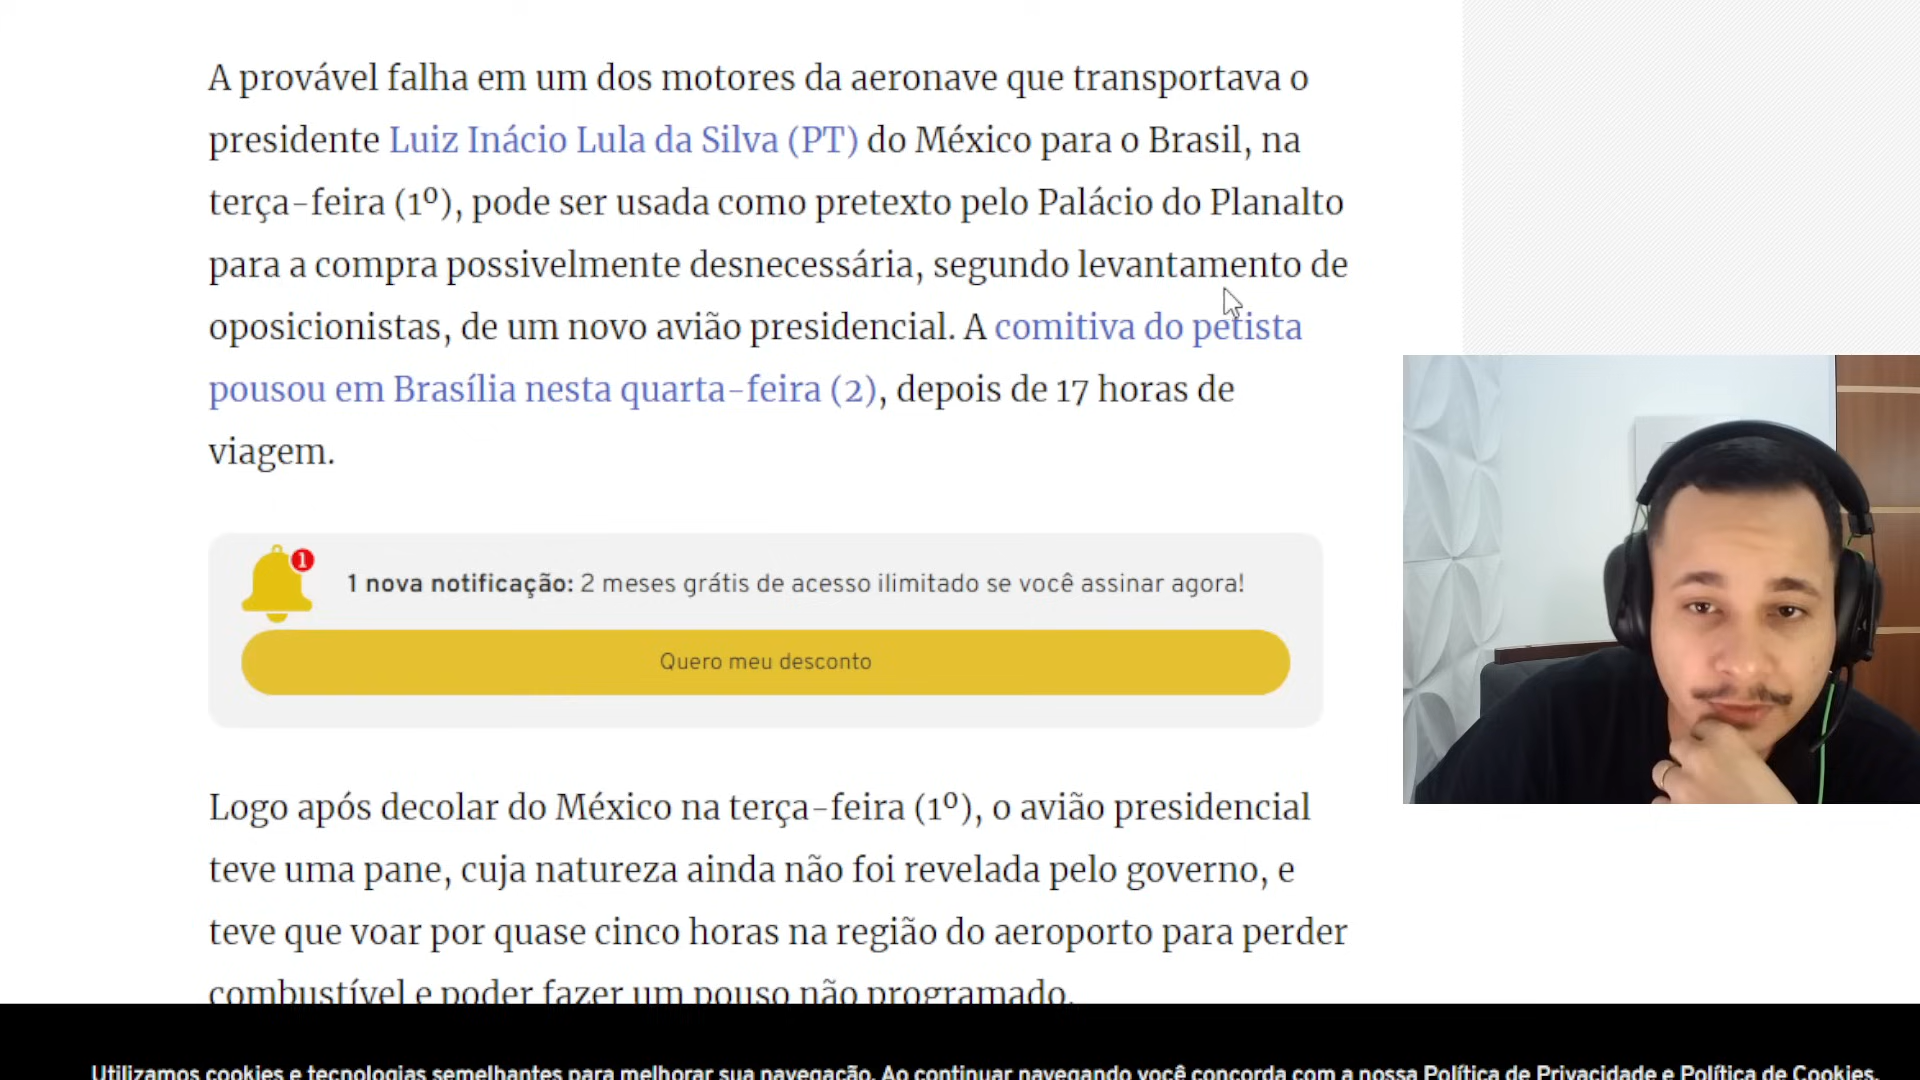 A provável falha em um dos motores da aeronave que transportava o
presidente Luiz Inácio Lula da Silva (PT) do México para o Brasil, na
terça-feira (1º), pode ser usada como pretexto pelo Palácio do Planalto
para a compra possivelmente desnecessária, segundo levantamento de
oposicionistas, de um novo avião presidencial. A comitiva do petista
pousou em Brasília nesta quarta-feira (2), depois de 17 horas de
viagem.
1
1 nova notificação: 2 meses grátis de acesso ilimitado se você assinar agora!
Quero meu desconto
Logo após decolar do México na terça-feira (1º), o avião presidencial
teve uma pane, cuja natureza ainda não foi revelada pelo governo, e
teve que voar por quase cinco horas na região do aeroporto para perder
combustível e poder fazer um pouso não programado.
Utilizamos cookies e tecnologias semelhantes para melhorar sua navegação. Ao continuar navegando você concorda com a nossa Política de Privacidade e Política de Cookies.